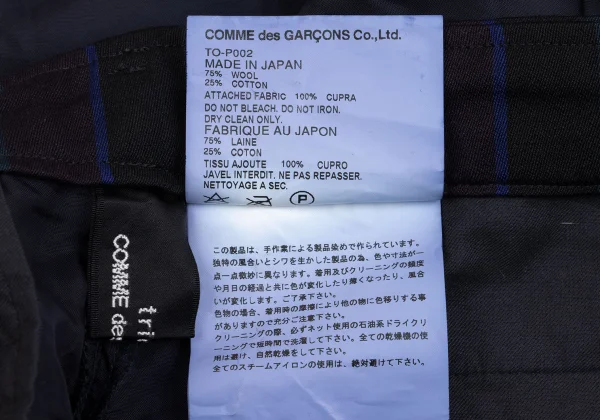 COMME des GARÇONS Co.,Ltd.
TO-P002
MADE IN JAPAN
75% WOOL
25% COTTON
ATTACHED FABRIC 100% CUPRA
DO NOT BLEACH. DO NOT IRON.
DRY CLEAN ONLY.
FABRIQUE AU JAPON
75% LAINE
25% COTON
TISSU AJOUTE 100% CUPRO
JAVEL INTERDIT. NE PAS REPASSER.
NETTOYAGE A SEC.
P
この製品は、手作業による製品染めで作られています。
独特の風合いとシワを生かした製品の為、色や寸法が一
点一点微妙に異なります。着用及びクリーニングの頻度
や月日の経過と共に色が変化したり薄くなったり、風合
いが変化します。ご了承下さい。
色物の場合、着用時の摩擦により他の物に色移りする事
がありますので充分ご注意下さい。
クリーニングの際、必ずネット使用の石油系ドライクリ
ーニングで短時間で洗濯して下さい。全ての乾燥機の使
用は避け、自然乾燥をして下さい。
全てのスチームアイロンの使用は、絶対避けて下さい。
tri
COMME de